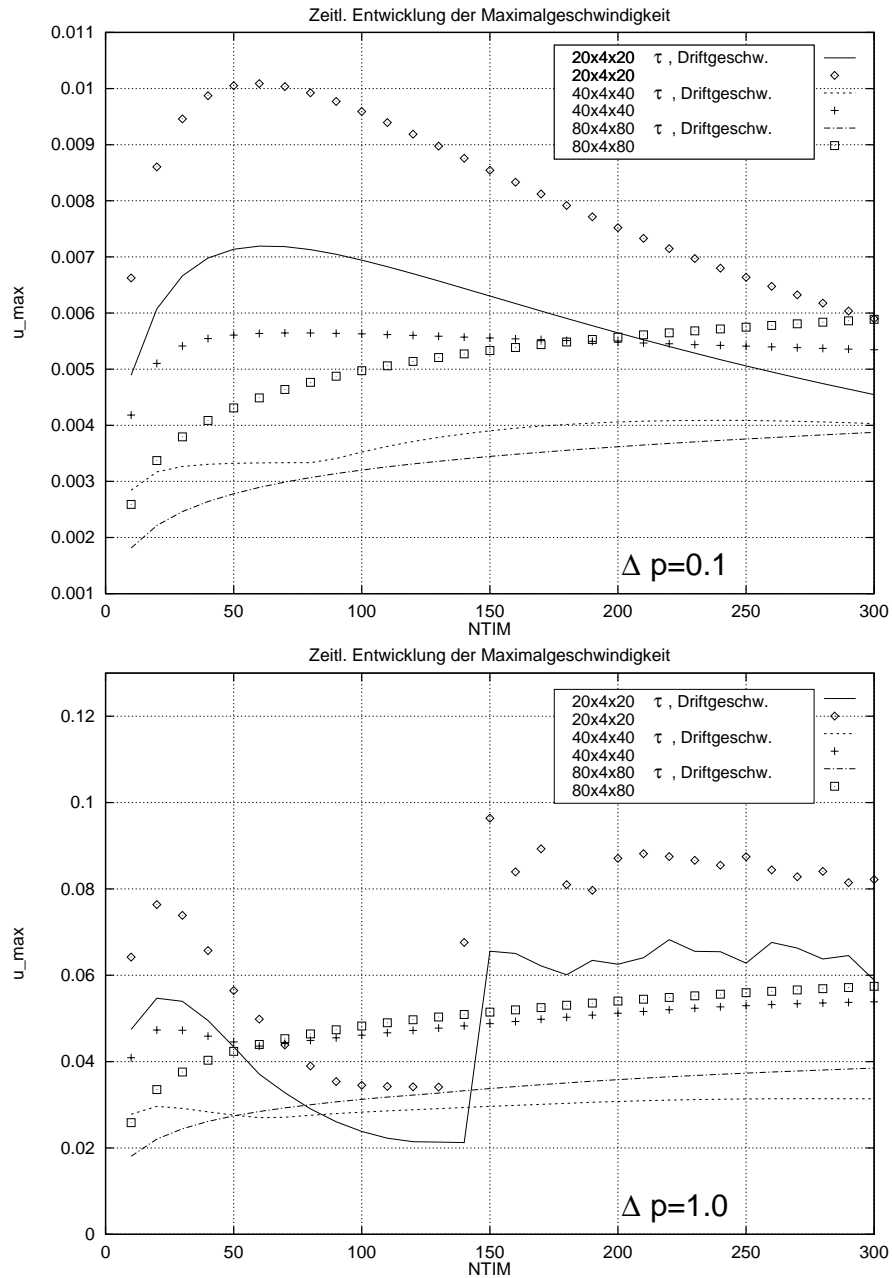 Zeitl. Entwicklung der Maximalgeschwindigkeit
0.011
0.01
0.009
0.008
0.007
0.006
0.005
0.004
0.003
0.002
0.001
u_max
20x4x20 τ , Driftgeschw.
20x4x20
40x4x40 τ , Driftgeschw.
40x4x40
80x4x80 τ , Driftgeschw.
80x4x80
Δ p=0.1
0 50 100 150 200 250 300
NTIM
Zeitl. Entwicklung der Maximalgeschwindigkeit
0.12
0.1
0.08
0.06
0.04
0.02
0
u_max
20x4x20 τ , Driftgeschw.
20x4x20
40x4x40 τ , Driftgeschw.
40x4x40
80x4x80 τ , Driftgeschw.
80x4x80
Δ p=1.0
0 50 100 150 200 250 300
NTIM